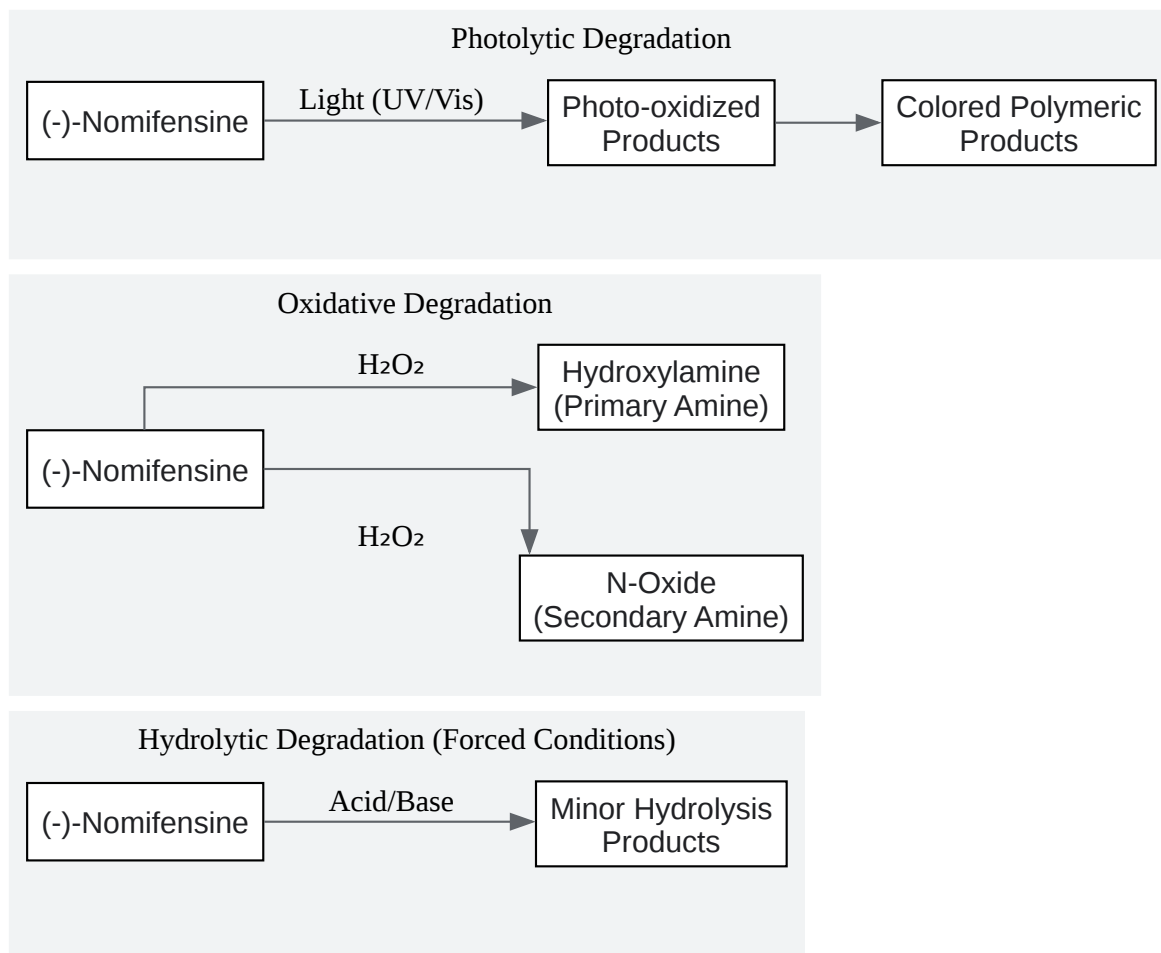 Photolytic Degradation
(-)-Nomifensine
Light (UV/Vis)
Photo-oxidized
Products
Colored Polymeric
Products
Oxidative Degradation
H₂O₂
Hydroxylamine
(Primary Amine)
(-)-Nomifensine
H₂O₂
N-Oxide
(Secondary Amine)
Hydrolytic Degradation (Forced Conditions)
(-)-Nomifensine
Acid/Base
Minor Hydrolysis
Products